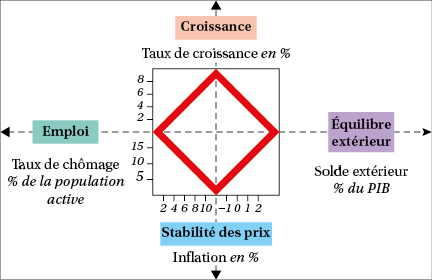 Croissance
Taux de croissance en %
8
6
4
2
Emploi
Équilibre
extérieur
15
10
5
Taux de chômage
% de la population
active
Solde extérieur
% du PIB
2 4 6 8 10 −1 0 1 2
Stabilité des prix
Inflation en %